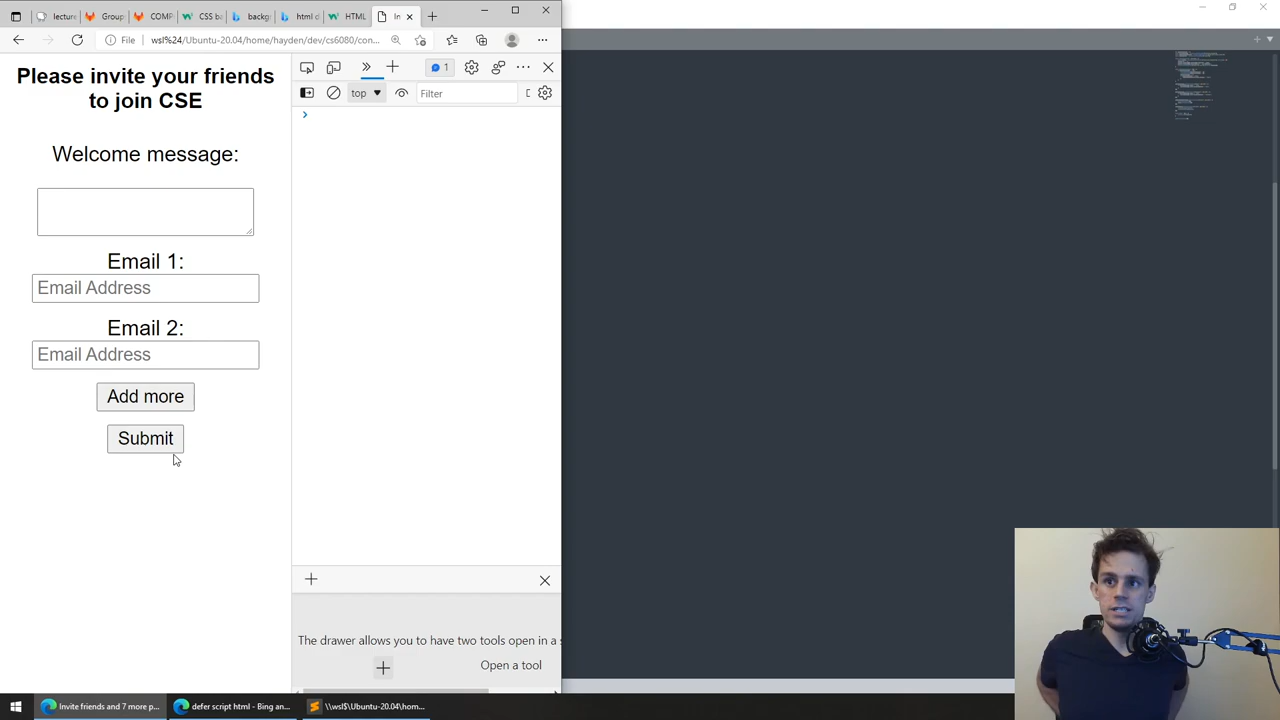 lecture
Group
COMP
CSS ba
backgr
html d
HTML
In
File
wsl%24/Ubuntu-20.04/home/hayden/dev/cs6080/con...
Please invite your friends
to join CSE
1
top
Filter
Welcome message:
Email 1:
Email Address
Email 2:
Email Address
Add more
Submit
The drawer allows you to have two tools open in a
Open a tool
Invite friends and 7 more p...
defer script html - Bing an...
\\wsl$\Ubuntu-20.04\hom...